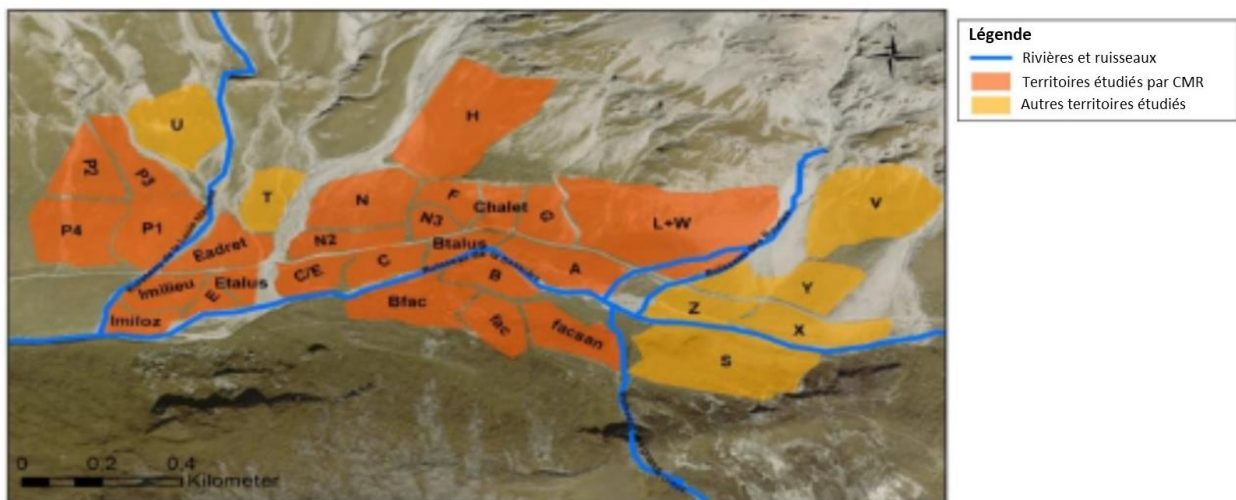 Légende
Rivières et ruisseaux
Territoires étudiés par CMR
Autres territoires étudiés
H
U
P2
P3
T
N
F
Chalet
G
V
N3
L+W
P4
P1
Eadret
N2
Btalus
C/E
C
A
Imilieu
E
Etalus
B
Y
Imiloz
Bfac
Z
X
fac
facsan
S
0 0,2 0,4
Kilometer